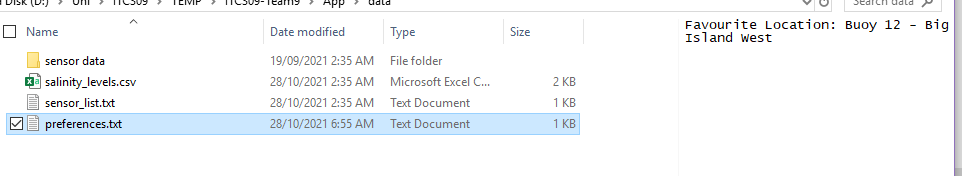 Disk (D:) > Uni > ITC309 > TEMP > ITC309-Team9 > App > data
Search data
Name Date modified Type Size
sensor data 19/09/2021 2:35 AM File folder
salinity_levels.csv 28/10/2021 2:35 AM Microsoft Excel C... 2 KB
sensor_list.txt 28/10/2021 2:35 AM Text Document 1 KB
preferences.txt 28/10/2021 6:55 AM Text Document 1 KB
Favourite Location: Buoy 12 - Big
Island West